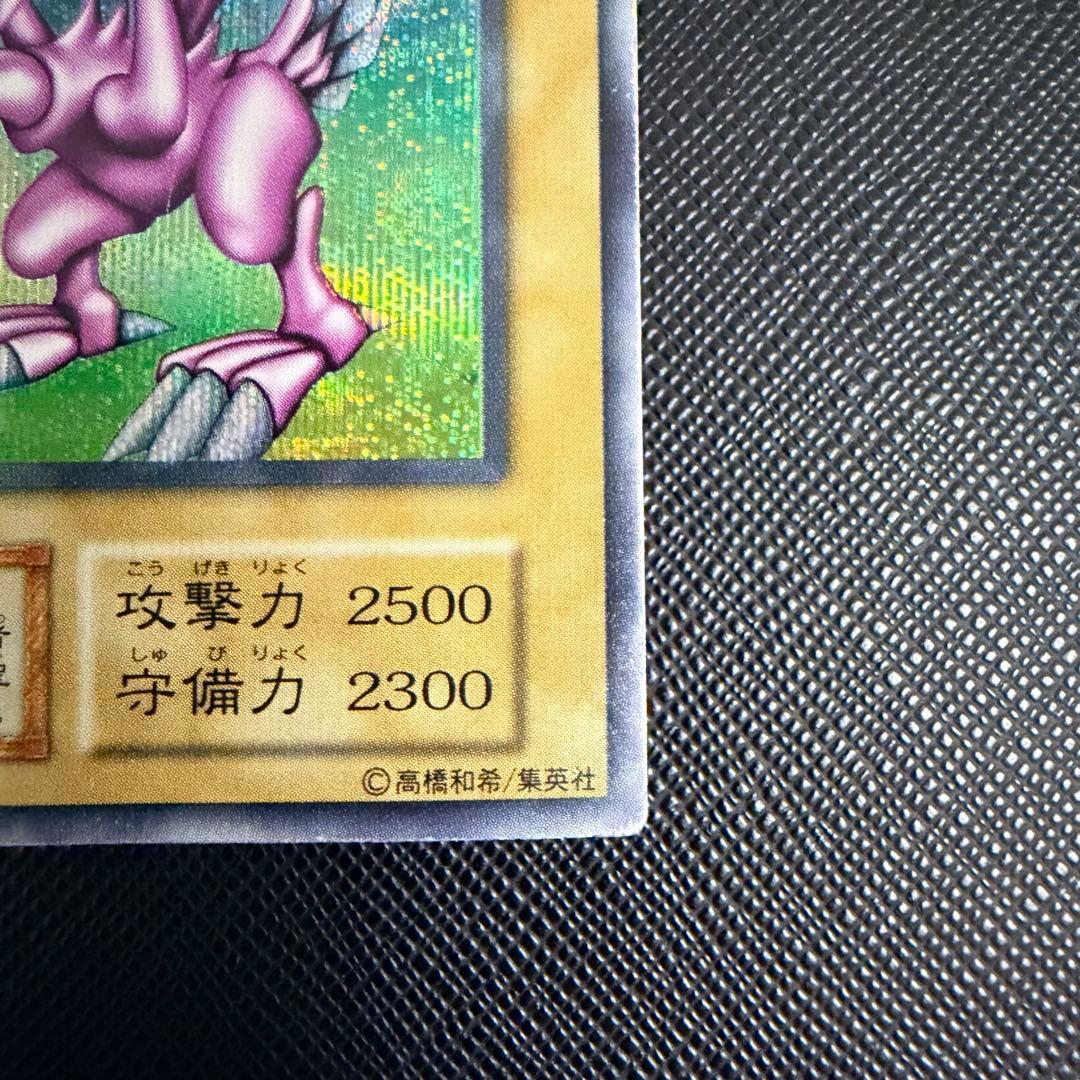 こう げき りょく
攻撃力 2500
しゅ び りょく
守備力 2300
©高橋和希/集英社